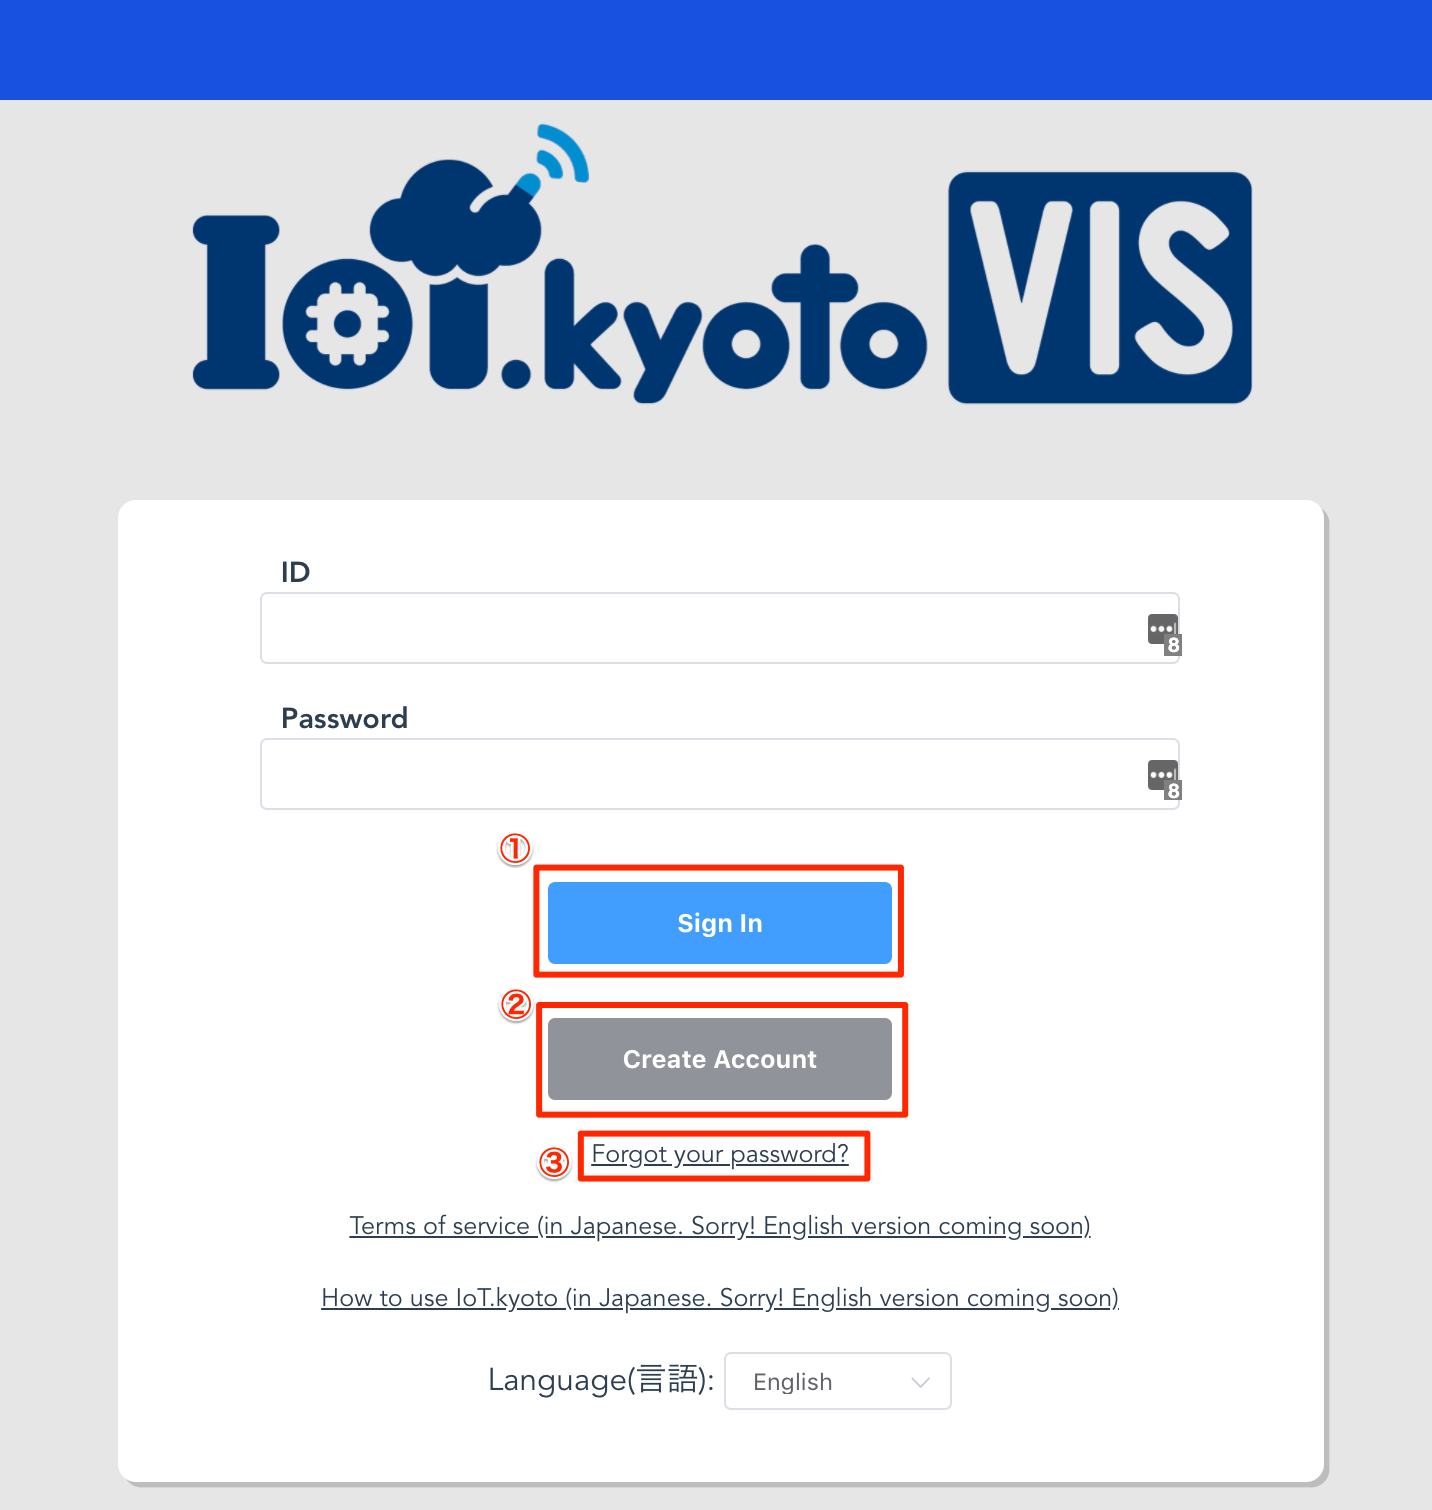 IoT.kyoto VIS
ID
8
Password
8
①
Sign In
②
Create Account
③ Forgot your password?
Terms of service (in Japanese. Sorry! English version coming soon)
How to use IoT.kyoto (in Japanese. Sorry! English version coming soon)
Language(言語): English